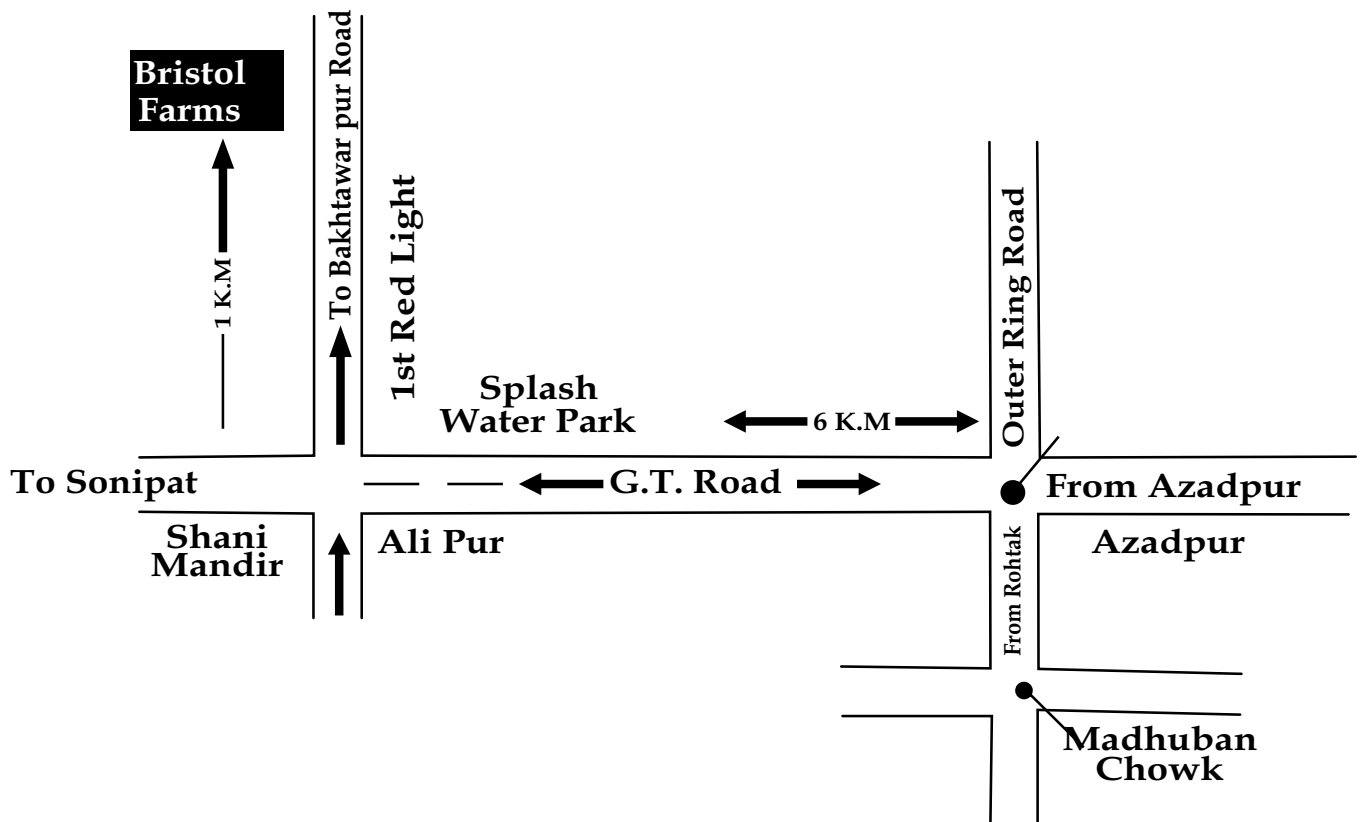 Bristol
Farms
To Bakhtawar pur Road
1 K.M
1st Red Light
Splash
Water Park
6 K.M
Outer Ring Road
To Sonipat
G.T. Road
From Azadpur
Shani
Mandir
Ali Pur
Azadpur
From Rohtak
Madhuban
Chowk